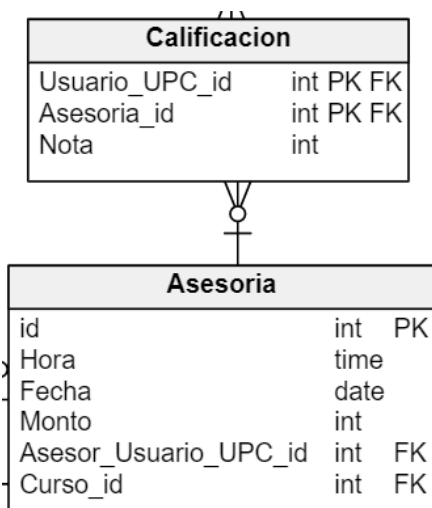 Calificacion
Usuario_UPC_id int PK FK
Asesoria_id int PK FK
Nota int
Asesoria
id int PK
Hora time
Fecha date
Monto int
Asesor_Usuario_UPC_id int FK
Curso_id int FK